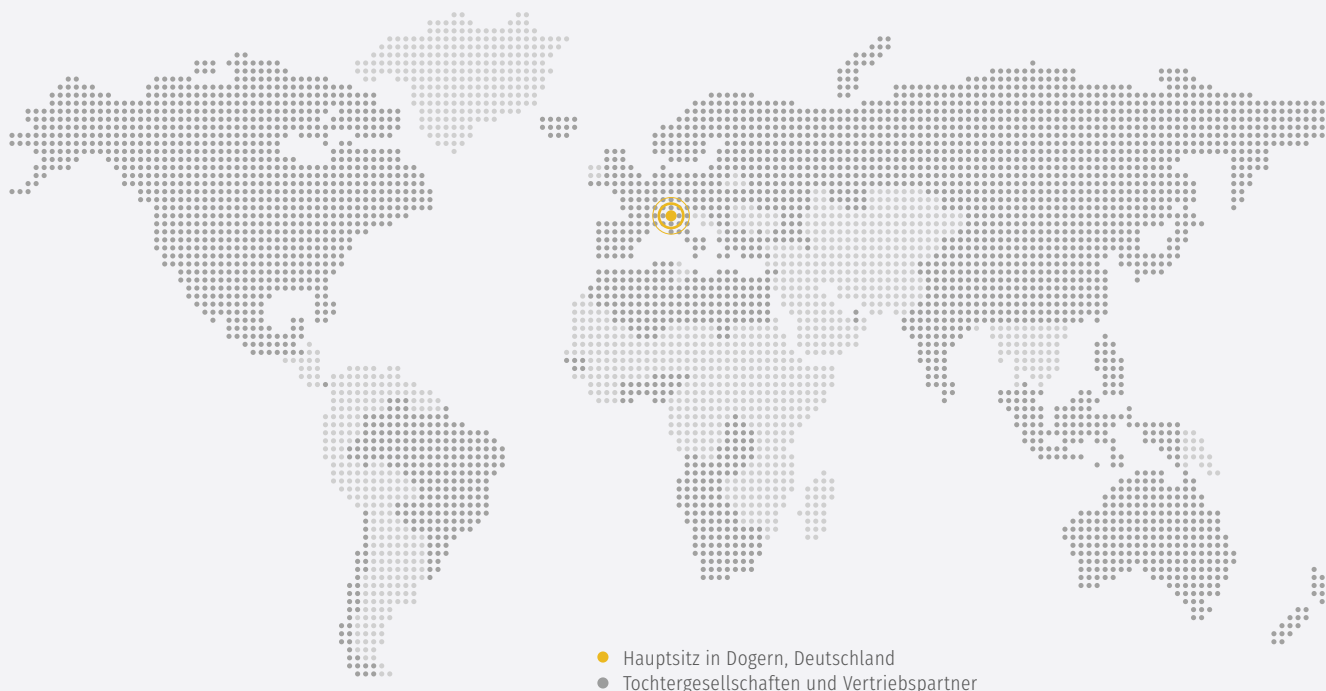 Hauptsitz in Dogern, Deutschland
Tochtergesellschaften und Vertriebspartner